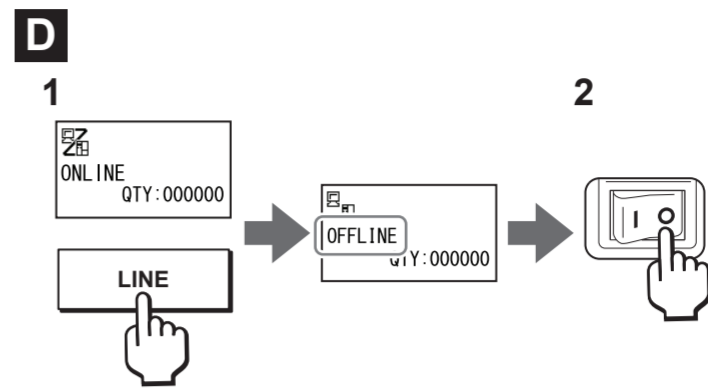 D
1
ONLINE
QTY:000000
LINE
OFFLINE
QTY:000000
2
I O